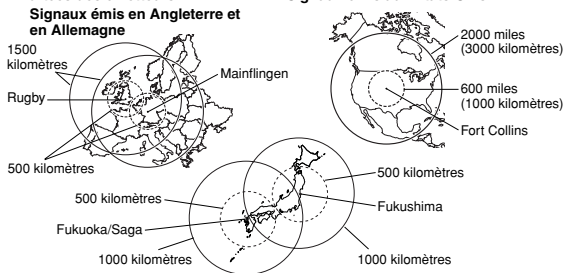 Signaux émis en Angleterre et
en Allemagne
1500
kilomètres
Rugby
Mainflingen
500 kilomètres
2000 miles
(3000 kilomètres)
600 miles
(1000 kilomètres)
Fort Collins
500 kilomètres
Fukuoka/Saga
1000 kilomètres
500 kilomètres
Fukushima
1000 kilomètres